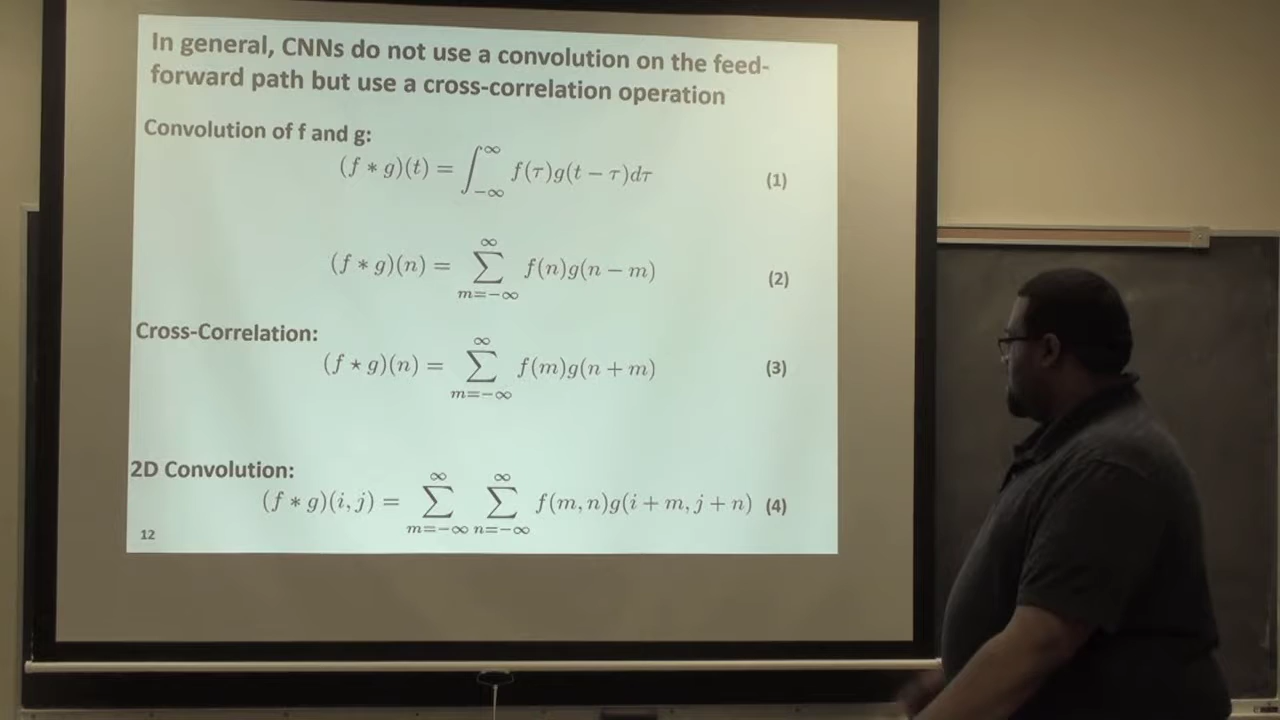 In general, CNNs do not use a convolution on the feed-
forward path but use a cross-correlation operation
Convolution of f and g:
(f ∗ g)(t) = ∫_{−∞}^{∞} f(τ)g(t − τ)dτ (1)
(f ∗ g)(n) = ∑_{m=−∞}^{∞} f(n)g(n − m) (2)
Cross-Correlation:
(f ⋆ g)(n) = ∑_{m=−∞}^{∞} f(m)g(n + m) (3)
2D Convolution:
(f ∗ g)(i, j) = ∑_{m=−∞}^{∞} ∑_{n=−∞}^{∞} f(m, n)g(i + m, j + n) (4)
12